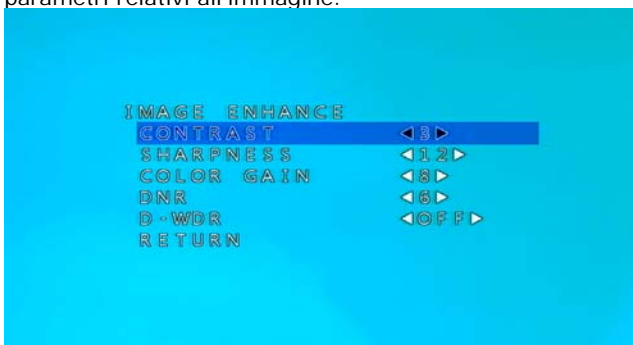 parametri relativi all'immagine.
IMAGE ENHANCE
CONTRAST ◄3►
SHARPNESS ◄12►
COLOR GAIN ◄8►
DNR ◄6►
D-WDR ◄OFF►
RETURN